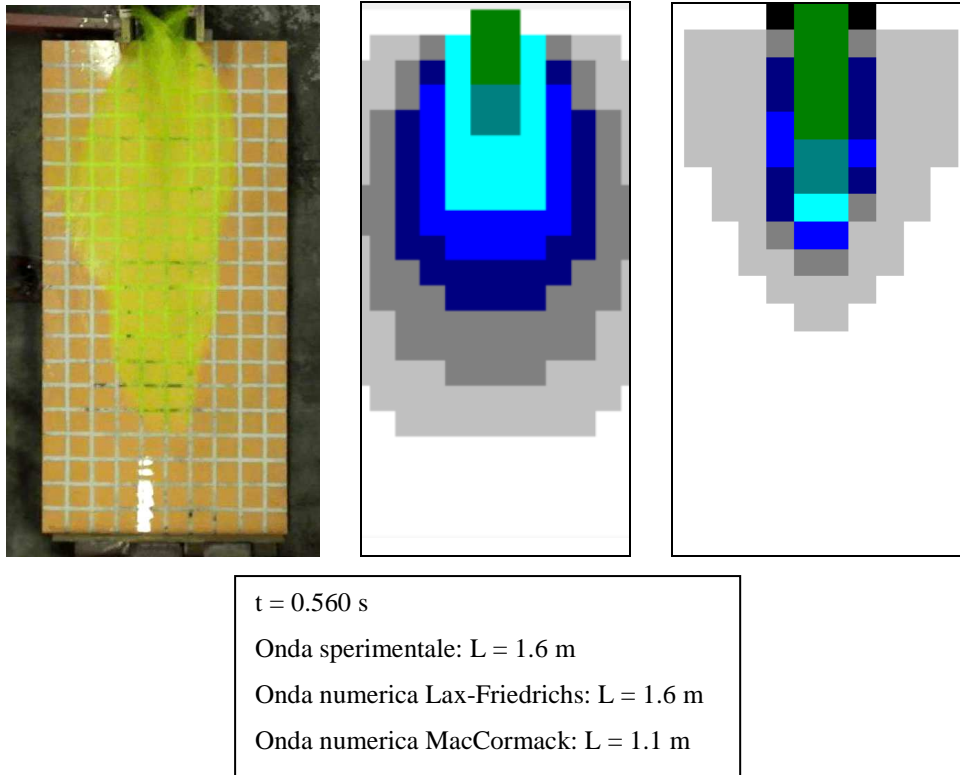 t = 0.560 s
Onda sperimentale: L = 1.6 m
Onda numerica Lax-Friedrichs: L = 1.6 m
Onda numerica MacCormack: L = 1.1 m